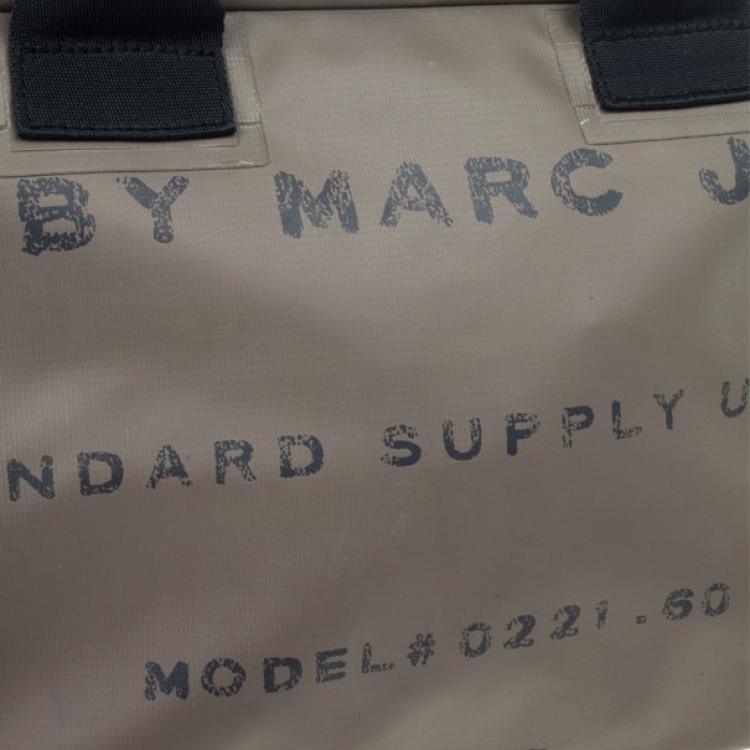 BY MARC J
NDARD SUPPLY U
MODEL# 0221.60